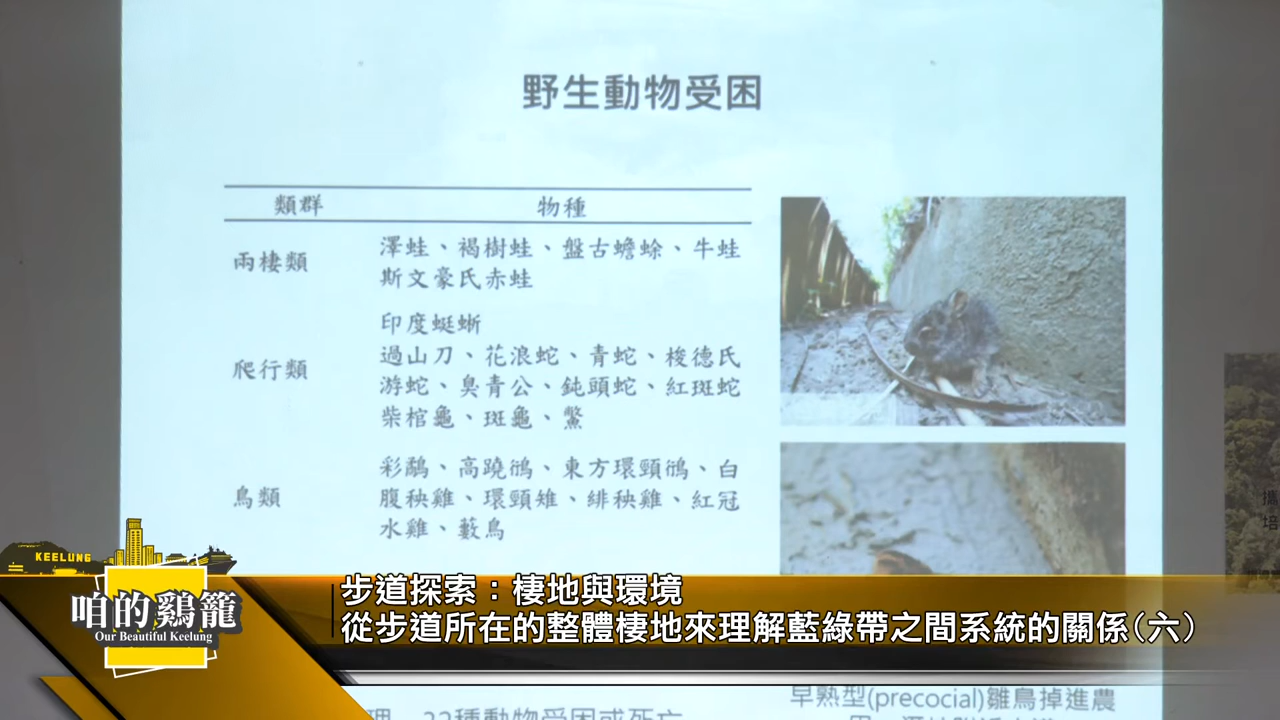 野生動物受困
類群 物種
兩棲類 澤蛙、褐樹蛙、盤古蟾蜍、牛蛙
斯文豪氏赤蛙
印度蜓蜥
爬行類 過山刀、花浪蛇、青蛇、梭德氏
游蛇、臭青公、鈍頭蛇、紅斑蛇
柴棺龜、斑龜、鱉
鳥類 彩鷸、高蹺鴴、東方環頸鴴、白
腹秧雞、環頸雉、緋秧雞、紅冠
水雞、藪鳥
KEELUNG
咱的鷄籠
Our Beautiful Keelung
步道探索：棲地與環境
從步道所在的整體棲地來理解藍綠帶之間系統的關係(六)
早熟型(precocial)雛鳥掉進農